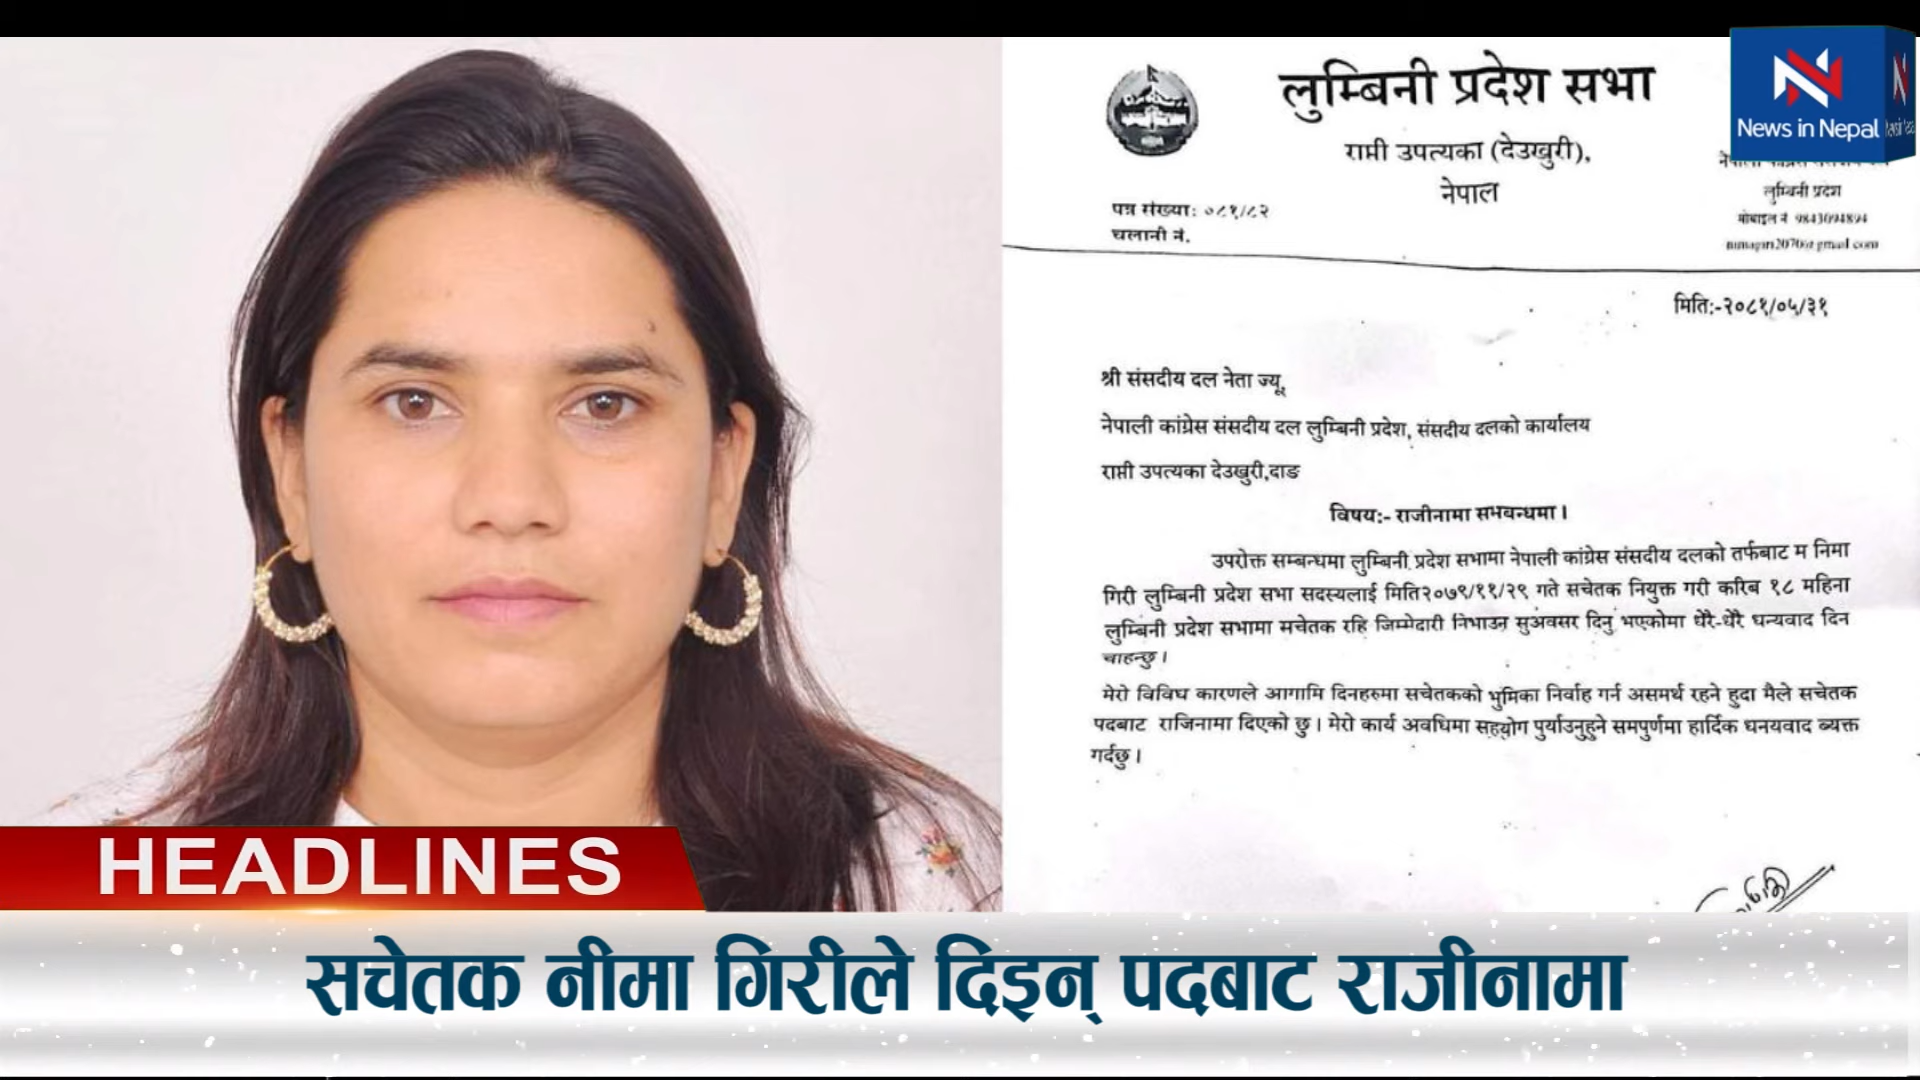 लुम्बिनी प्रदेश सभा
राप्ती उपत्यका (देउखुरी),
नेपाल
News in Nepal
लुम्बिनी प्रदेश
मोबाइल नं 9843094894
पत्र संख्या: ०८१/८२
चलानी नं.
मिति:-२०८१/०५/३१
श्री संसदीय दल नेता ज्यू,
नेपाली कांग्रेस संसदीय दल लुम्बिनी प्रदेश, संसदीय दलको कार्यालय
राप्ती उपत्यका देउखुरी,दाङ
विषय:- राजीनामा सभबन्धमा।
उपरोक्त सम्बन्धमा लुम्बिनी प्रदेश सभामा नेपाली कांग्रेस संसदीय दलको तर्फबाट म निमा
गिरी लुम्बिनी प्रदेश सभा सदस्यलाई मिति२०७९/११/२९ गते सचेतक नियुक्त गरी करिब १८ महिना
लुम्बिनी प्रदेश सभामा सचेतक रहि जिम्मेदारी निभाउन सुअवसर दिनु भएकोमा धेरै-धेरै धन्यवाद दिन
चाहन्छु।
मेरो विविध कारणले आगामि दिनहरुमा सचेतकको भुमिका निर्वाह गर्न असमर्थ रहने हुदा मैले सचेतक
पदबाट राजिनामा दिएको छु। मेरो कार्य अवधिमा सहयोग पुर्याउनुहुने समपुर्णमा हार्दिक धनयवाद ब्यक्त
गर्दछु।
HEADLINES
सचेतक नीमा गिरीले दिइन् पदबाट राजीनामा